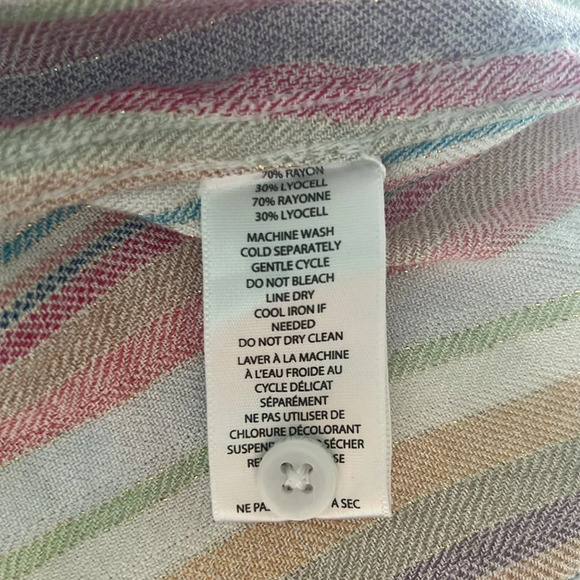 70% RAYON
30% LYOCELL
70% RAYONNE
30% LYOCELL
MACHINE WASH
COLD SEPARATELY
GENTLE CYCLE
DO NOT BLEACH
LINE DRY
COOL IRON IF
NEEDED
DO NOT DRY CLEAN
LAVER À LA MACHINE
À L'EAU FROIDE AU
CYCLE DÉLICAT
SÉPARÉMENT
NE PAS UTILISER DE
CHLORURE DÉCOLORANT
SÉCHER
NE A SEC